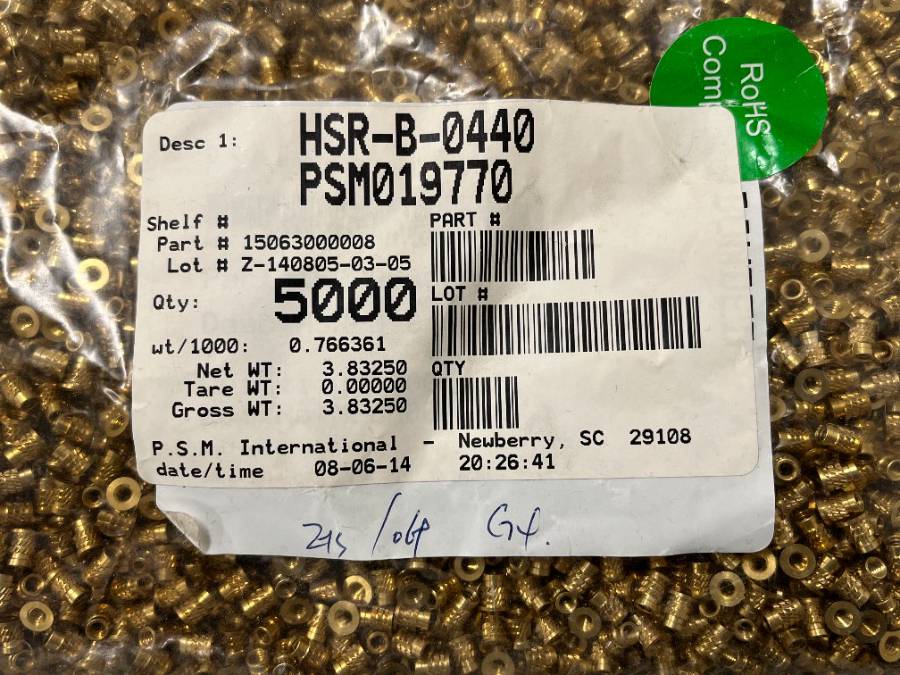 RoHS
Desc 1: HSR-B-0440
PSM019770
Shelf #
Part # 15063000008
Lot # Z-140805-03-05
Qty: 5000
wt/1000: 0.766361
Net WT: 3.83250
Tare WT: 0.00000
Gross WT: 3.83250
PART #
LOT #
QTY
P.S.M. International - Newberry, SC 29108
date/time 08-06-14 20:26:41